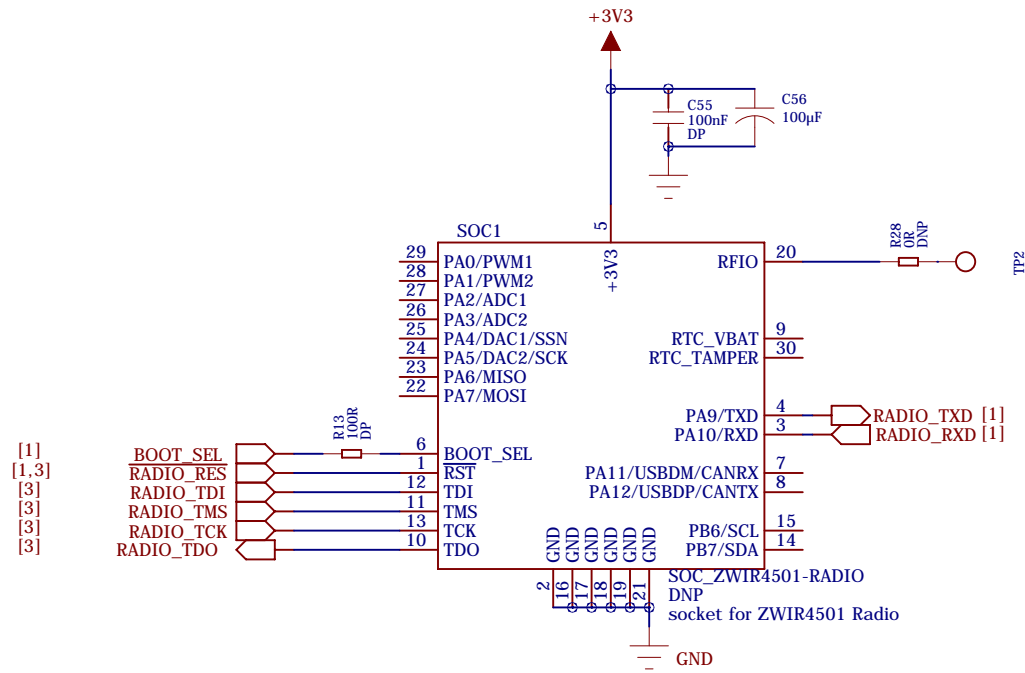 +3V3
C55
100nF
DP
C56
100µF
SOC1
5
+3V3
29 PA0/PWM1
28 PA1/PWM2
27 PA2/ADC1
26 PA3/ADC2
25 PA4/DAC1/SSN
24 PA5/DAC2/SCK
23 PA6/MISO
22 PA7/MOSI
RFIO 20
R28
0R
DNP
TP2
RTC_VBAT 9
RTC_TAMPER 30
PA9/TXD 4 RADIO_TXD [1]
PA10/RXD 3 RADIO_RXD [1]
R13
100R
DP
[1] BOOT_SEL 6 BOOT_SEL
[1,3] RADIO_RES 1 RST
[3] RADIO_TDI 12 TDI
[3] RADIO_TMS 11 TMS
[3] RADIO_TCK 13 TCK
[3] RADIO_TDO 10 TDO
PA11/USBDM/CANRX 7
PA12/USBDP/CANTX 8
PB6/SCL 15
PB7/SDA 14
GND GND GND GND GND GND
2 16 17 18 19 21
SOC_ZWIR4501-RADIO
DNP
socket for ZWIR4501 Radio
GND